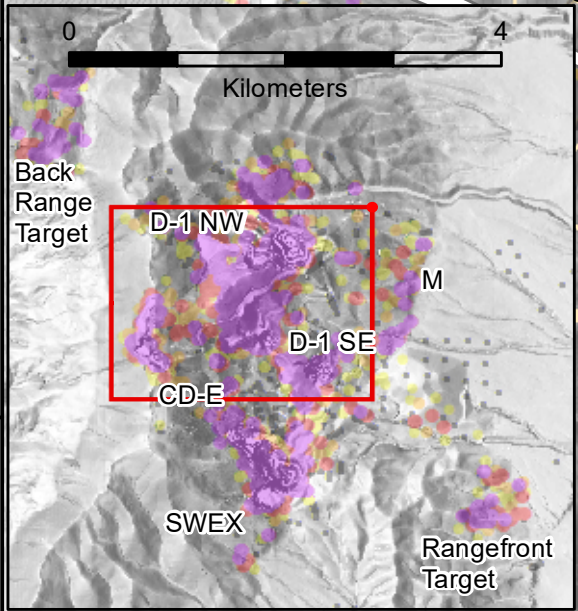 0 4
Kilometers
Back
Range
Target
D-1 NW
M
D-1 SE
CD-E
SWEX
Rangefront
Target